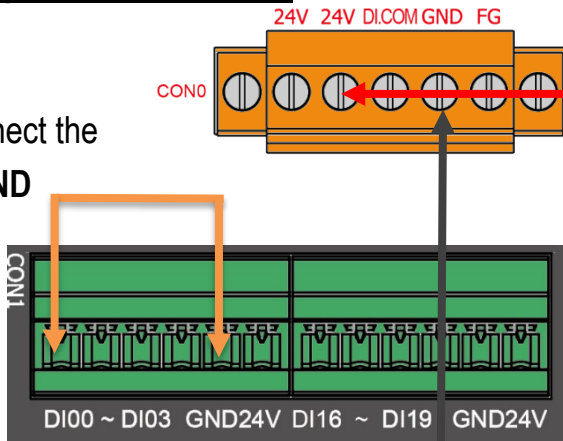 24V 24V DI.COM GND FG
CON0
nect the
ND
CON1
DI00 ~ DI03 GND24V DI16 ~ DI19 GND24V